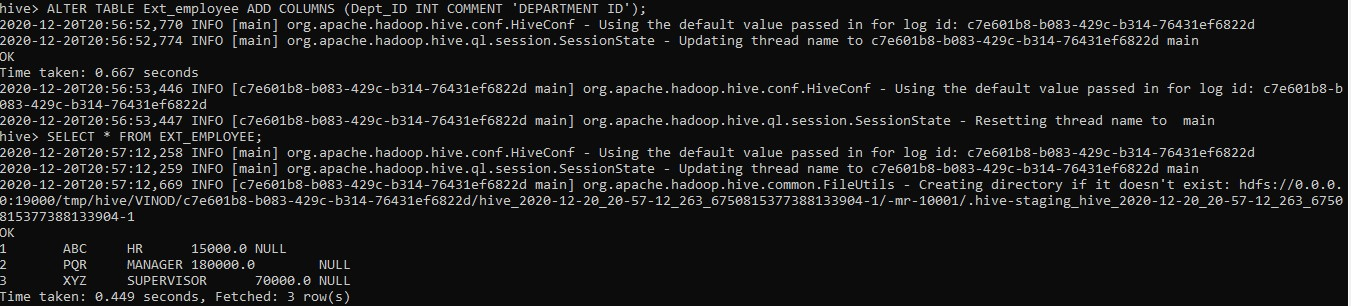 hive> ALTER TABLE Ext_employee ADD COLUMNS (Dept_ID INT COMMENT 'DEPARTMENT ID');
2020-12-20T20:56:52,770 INFO [main] org.apache.hadoop.hive.conf.HiveConf - Using the default value passed in for log id: c7e601b8-b083-429c-b314-76431ef6822d
2020-12-20T20:56:52,774 INFO [main] org.apache.hadoop.hive.ql.session.SessionState - Updating thread name to c7e601b8-b083-429c-b314-76431ef6822d main
OK
Time taken: 0.667 seconds
2020-12-20T20:56:53,446 INFO [c7e601b8-b083-429c-b314-76431ef6822d main] org.apache.hadoop.hive.conf.HiveConf - Using the default value passed in for log id: c7e601b8-b
083-429c-b314-76431ef6822d
2020-12-20T20:56:53,447 INFO [c7e601b8-b083-429c-b314-76431ef6822d main] org.apache.hadoop.hive.ql.session.SessionState - Resetting thread name to  main
hive> SELECT * FROM EXT_EMPLOYEE;
2020-12-20T20:57:12,258 INFO [main] org.apache.hadoop.hive.conf.HiveConf - Using the default value passed in for log id: c7e601b8-b083-429c-b314-76431ef6822d
2020-12-20T20:57:12,259 INFO [main] org.apache.hadoop.hive.ql.session.SessionState - Updating thread name to c7e601b8-b083-429c-b314-76431ef6822d main
2020-12-20T20:57:12,669 INFO [c7e601b8-b083-429c-b314-76431ef6822d main] org.apache.hadoop.hive.common.FileUtils - Creating directory if it doesn't exist: hdfs://0.0.0.
0:19000/tmp/hive/VINOD/c7e601b8-b083-429c-b314-76431ef6822d/hive_2020-12-20_20-57-12_263_6750815377388133904-1/-mr-10001/.hive-staging_hive_2020-12-20_20-57-12_263_6750
815377388133904-1
OK
1       ABC     HR      15000.0 NULL
2       PQR     MANAGER 180000.0        NULL
3       XYZ     SUPERVISOR      70000.0 NULL
Time taken: 0.449 seconds, Fetched: 3 row(s)